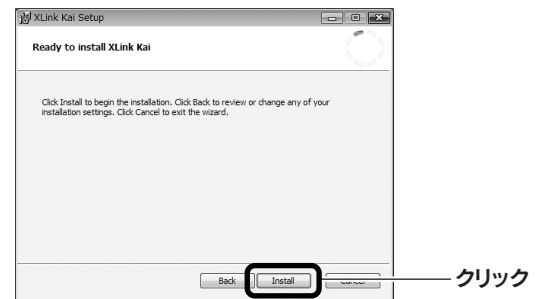 XLink Kai Setup
Ready to install XLink Kai
Click Install to begin the installation. Click Back to review or change any of your
installation settings. Click Cancel to exit the wizard.
Back
Install
Cancel
クリック